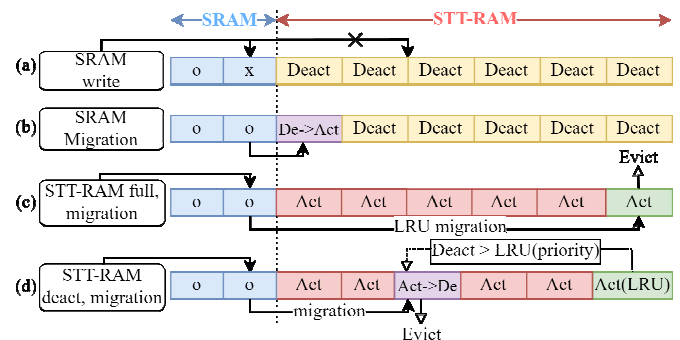 SRAM STT-RAM
(a) SRAM write o x Deact Deact Deact Deact Deact Deact
(b) SRAM Migration o o De->Act Deact Deact Deact Deact Deact
Evict
(c) STT-RAM full, migration o o Act Act Act Act Act Act
LRU migration
Deact > LRU(priority)
(d) STT-RAM deact, migration o o Act Act Act->De Act Act Act(LRU)
migration
Evict